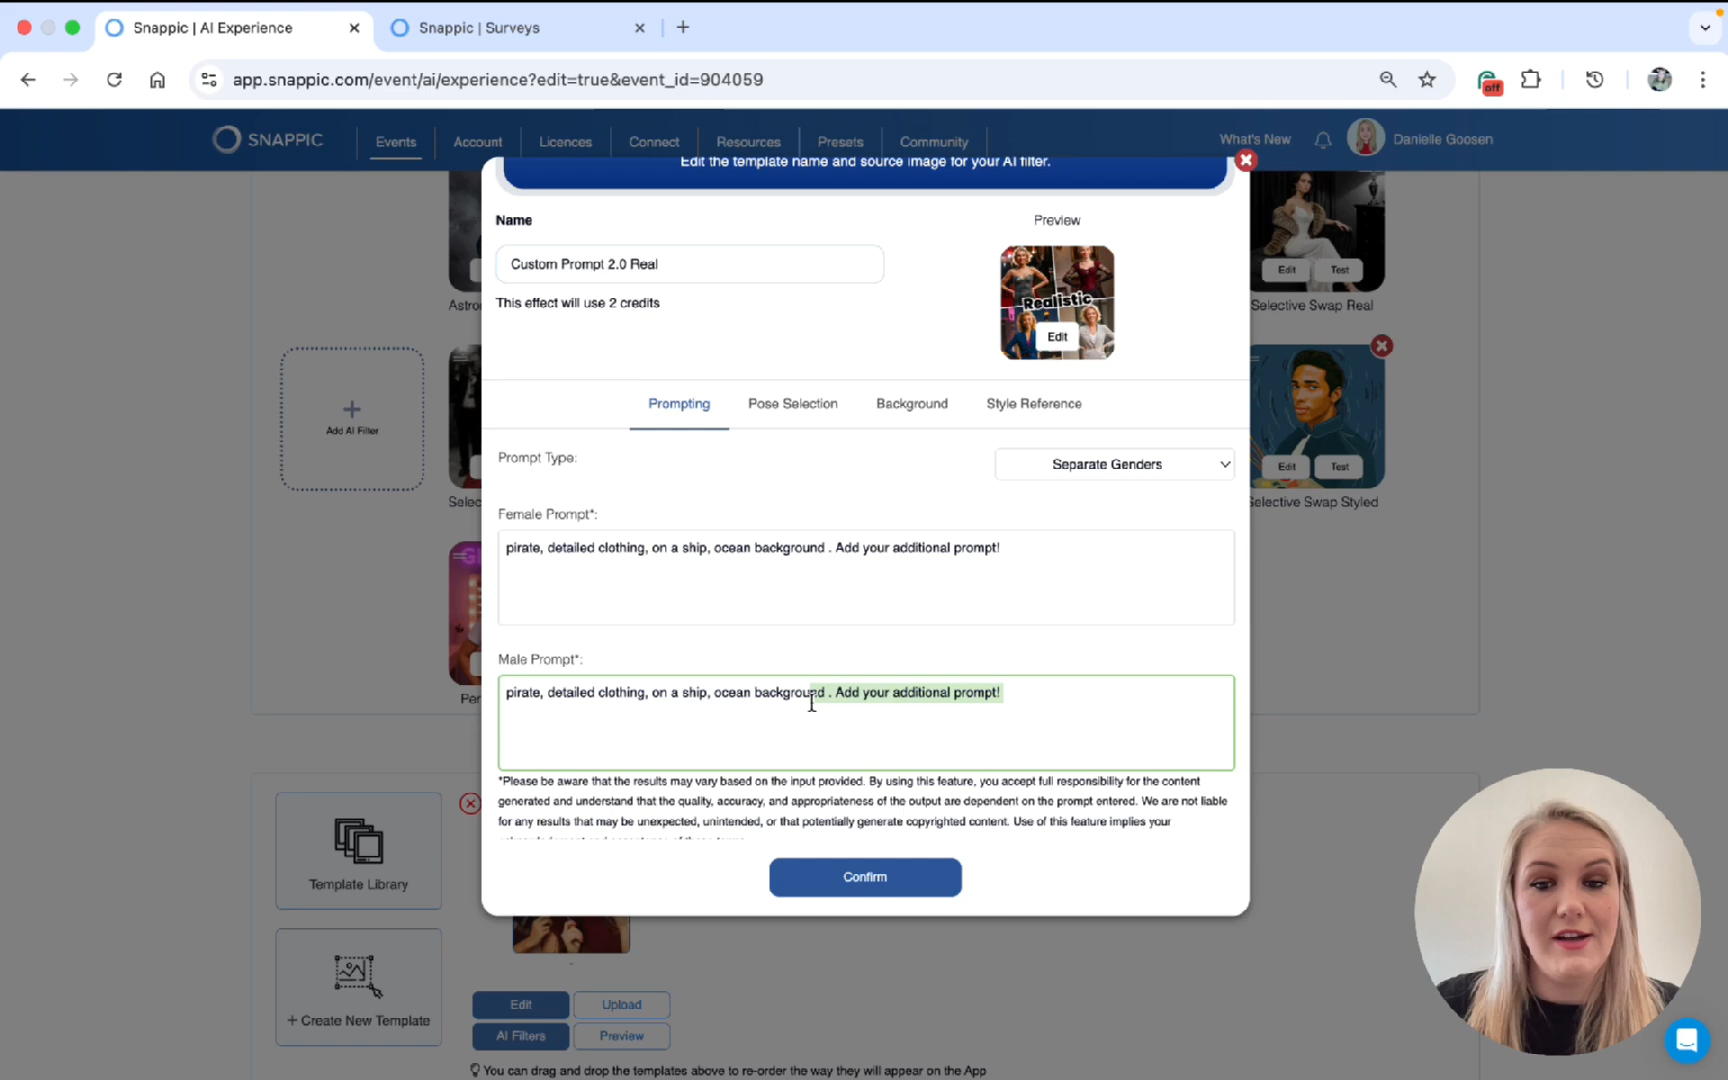 Snappic | AI Experience
Snappic | Surveys
app.snappic.com/event/ai/experience?edit=true&event_id=904059
off
SNAPPIC
Events
Account
Licences
Connect
Resources
Presets
Community
What's New
Danielle Goosen
Edit the template name and source image for your AI filter.
Name
Preview
Custom Prompt 2.0 Real
This effect will use 2 credits
Realistic
Edit
Edit
Test
Astro
Selective Swap Real
Prompting
Pose Selection
Background
Style Reference
Add AI Filter
Prompt Type:
Separate Genders
Edit
Test
Selec
Selective Swap Styled
Female Prompt*:
pirate, detailed clothing, on a ship, ocean background . Add your additional prompt!
Male Prompt*:
pirate, detailed clothing, on a ship, ocean background . Add your additional prompt!
Per
*Please be aware that the results may vary based on the input provided. By using this feature, you accept full responsibility for the content
generated and understand that the quality, accuracy, and appropriateness of the output are dependent on the prompt entered. We are not liable
for any results that may be unexpected, unintended, or that potentially generate copyrighted content. Use of this feature implies your
Confirm
Template Library
+ Create New Template
Edit
Upload
AI Filters
Preview
You can drag and drop the templates above to re-order the way they will appear on the App